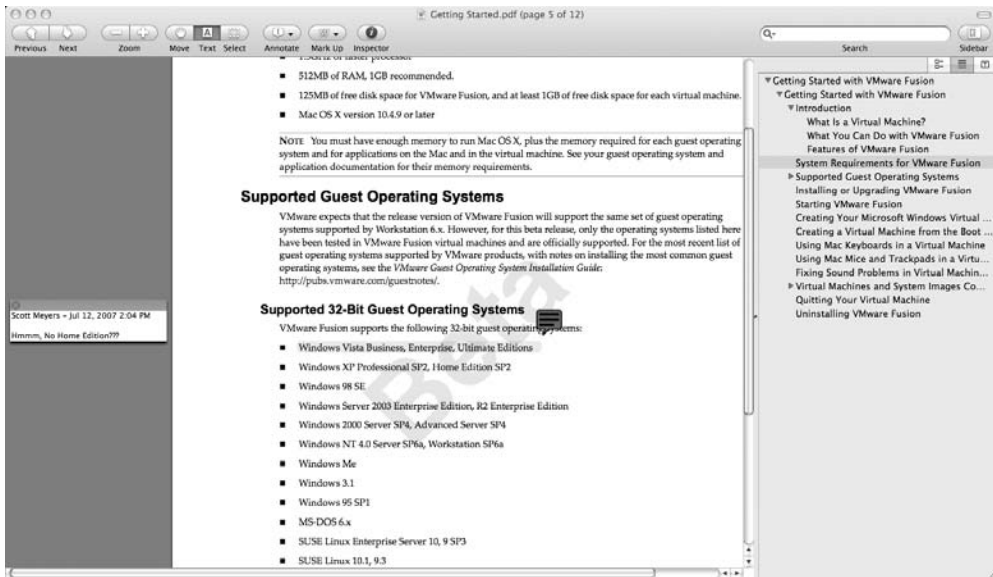 Getting Started.pdf (page 5 of 12)
Previous Next Zoom Move Text Select Annotate Mark Up Inspector Search Sidebar
1.5GHz or faster processor
512MB of RAM, 1GB recommended.
125MB of free disk space for VMware Fusion, and at least 1GB of free disk space for each virtual machine.
Mac OS X version 10.4.9 or later
NOTE You must have enough memory to run Mac OS X, plus the memory required for each guest operating
system and for applications on the Mac and in the virtual machine. See your guest operating system and
application documentation for their memory requirements.
Supported Guest Operating Systems
VMware expects that the release version of VMware Fusion will support the same set of guest operating
systems supported by Workstation 6.x. However, for this beta release, only the operating systems listed here
have been tested in VMware Fusion virtual machines and are officially supported. For the most recent list of
guest operating systems supported by VMware products, with notes on installing the most common guest
operating systems, see the VMware Guest Operating System Installation Guide:
http://pubs.vmware.com/guestnotes/.
Supported 32-Bit Guest Operating Systems
VMware Fusion supports the following 32-bit guest operating systems:
Windows Vista Business, Enterprise, Ultimate Editions
Windows XP Professional SP2, Home Edition SP2
Windows 98 SE
Windows Server 2003 Enterprise Edition, R2 Enterprise Edition
Windows 2000 Server SP4, Advanced Server SP4
Windows NT 4.0 Server SP6a, Workstation SP6a
Windows Me
Windows 3.1
Windows 95 SP1
MS-DOS 6.x
SUSE Linux Enterprise Server 10, 9 SP3
SUSE Linux 10.1, 9.3
Beta
Scott Meyers – Jul 12, 2007 2:04 PM
Hmmm, No Home Edition???
Getting Started with VMware Fusion
Getting Started with VMware Fusion
Introduction
What Is a Virtual Machine?
What You Can Do with VMware Fusion
Features of VMware Fusion
System Requirements for VMware Fusion
Supported Guest Operating Systems
Installing or Upgrading VMware Fusion
Starting VMware Fusion
Creating Your Microsoft Windows Virtual ...
Creating a Virtual Machine from the Boot ...
Using Mac Keyboards in a Virtual Machine
Using Mac Mice and Trackpads in a Virtu...
Fixing Sound Problems in Virtual Machin...
Virtual Machines and System Images Co...
Quitting Your Virtual Machine
Uninstalling VMware Fusion